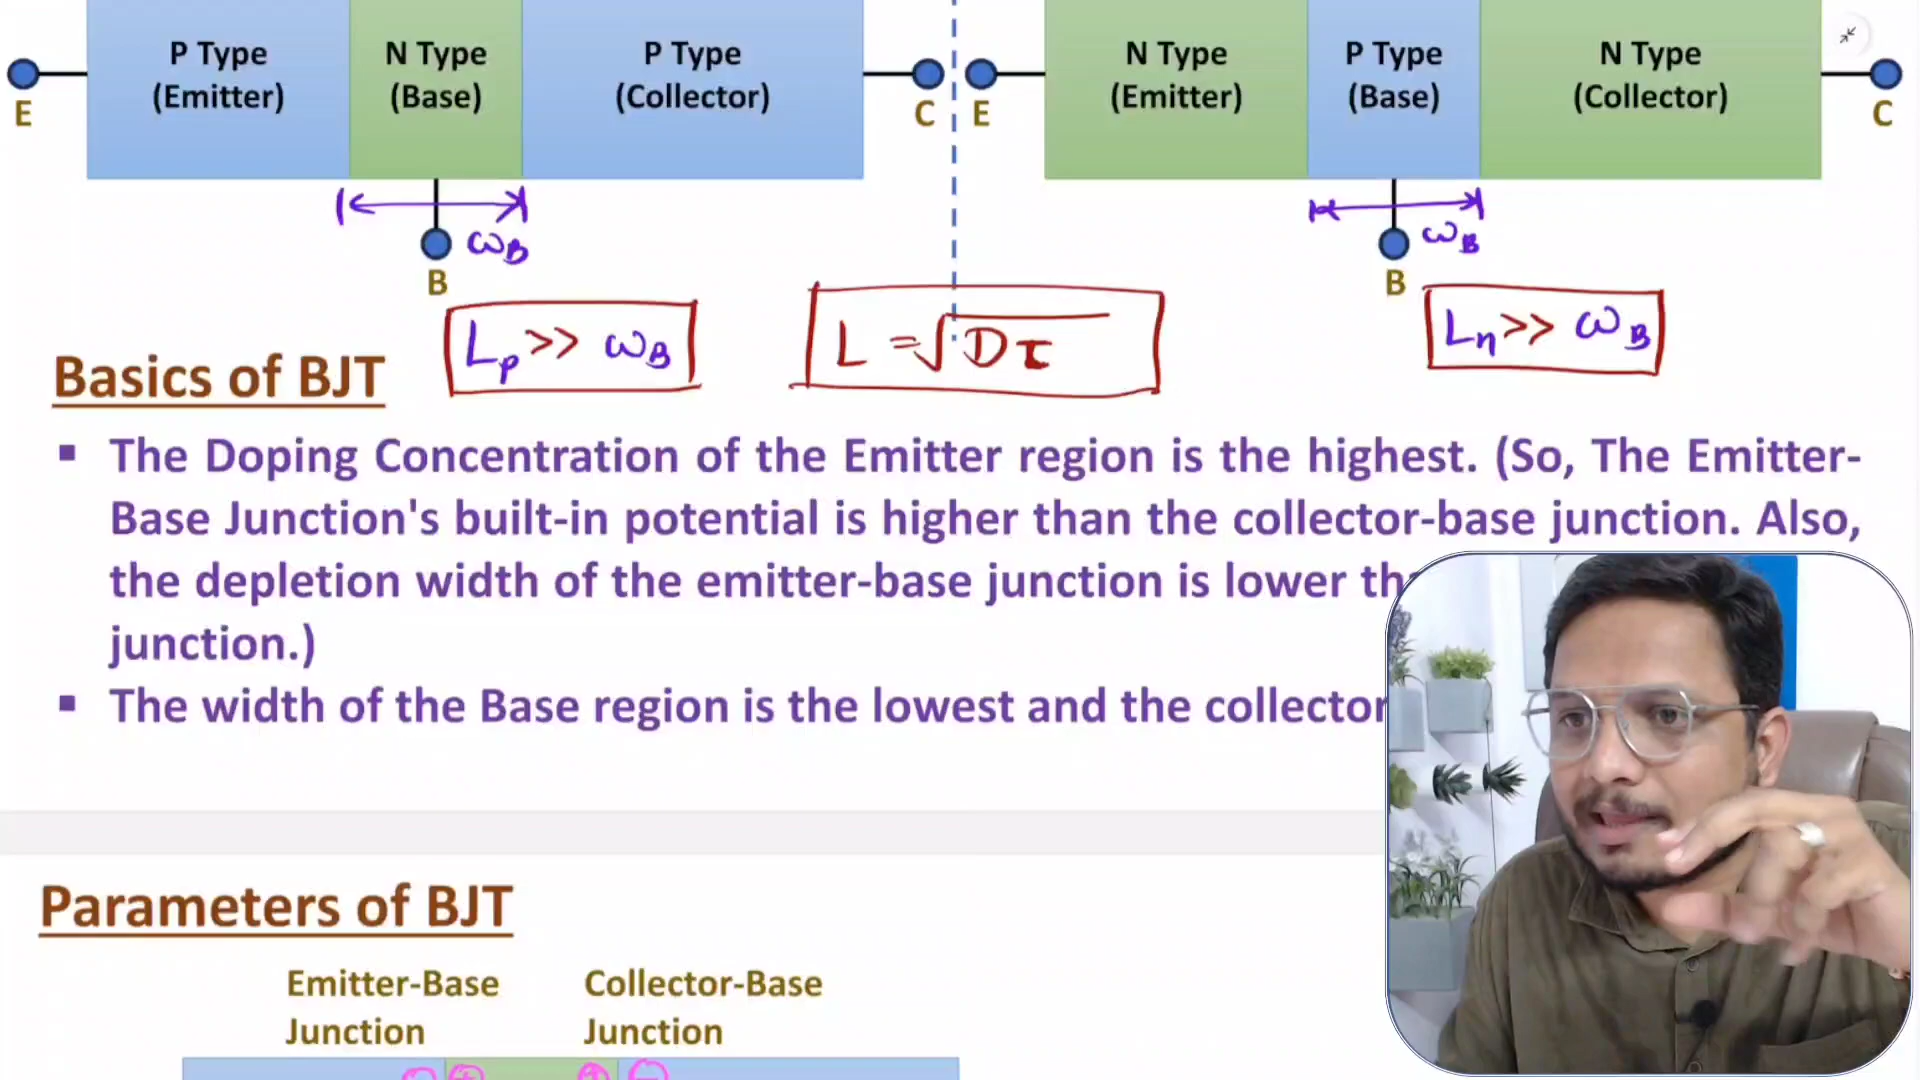 P Type N Type P Type N Type P Type N Type
(Emitter) (Base) (Collector) (Emitter) (Base) (Collector)
E C E C
ωB ωB
B B
Lp >> ωB L = √Dτ Ln >> ωB
Basics of BJT
▪ The Doping Concentration of the Emitter region is the highest. (So, The Emitter-
Base Junction's built-in potential is higher than the collector-base junction. Also,
the depletion width of the emitter-base junction is lower
junction.)
▪ The width of the Base region is the lowest and the collector
Parameters of BJT
Emitter-Base Collector-Base
Junction Junction